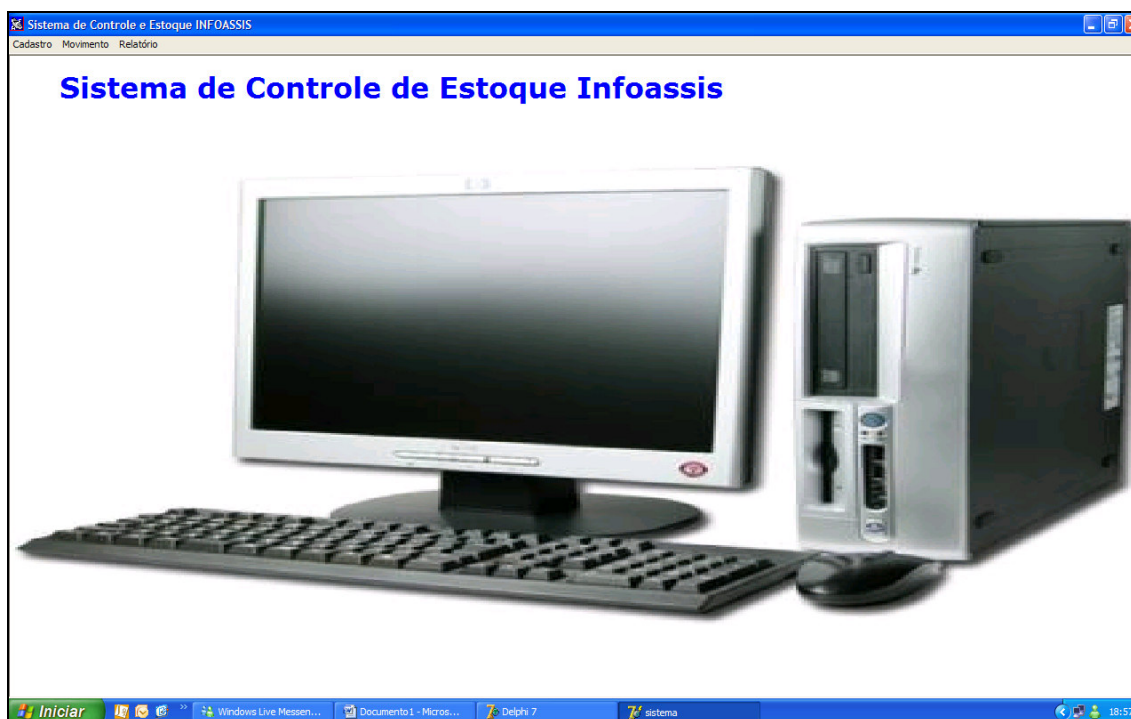 Sistema de Controle e Estoque INFOASSIS
Cadastro Movimento Relatório
Sistema de Controle de Estoque Infoassis
Iniciar
Windows Live Messen...
Documento1 - Micros...
Delphi 7
sistema
18:57